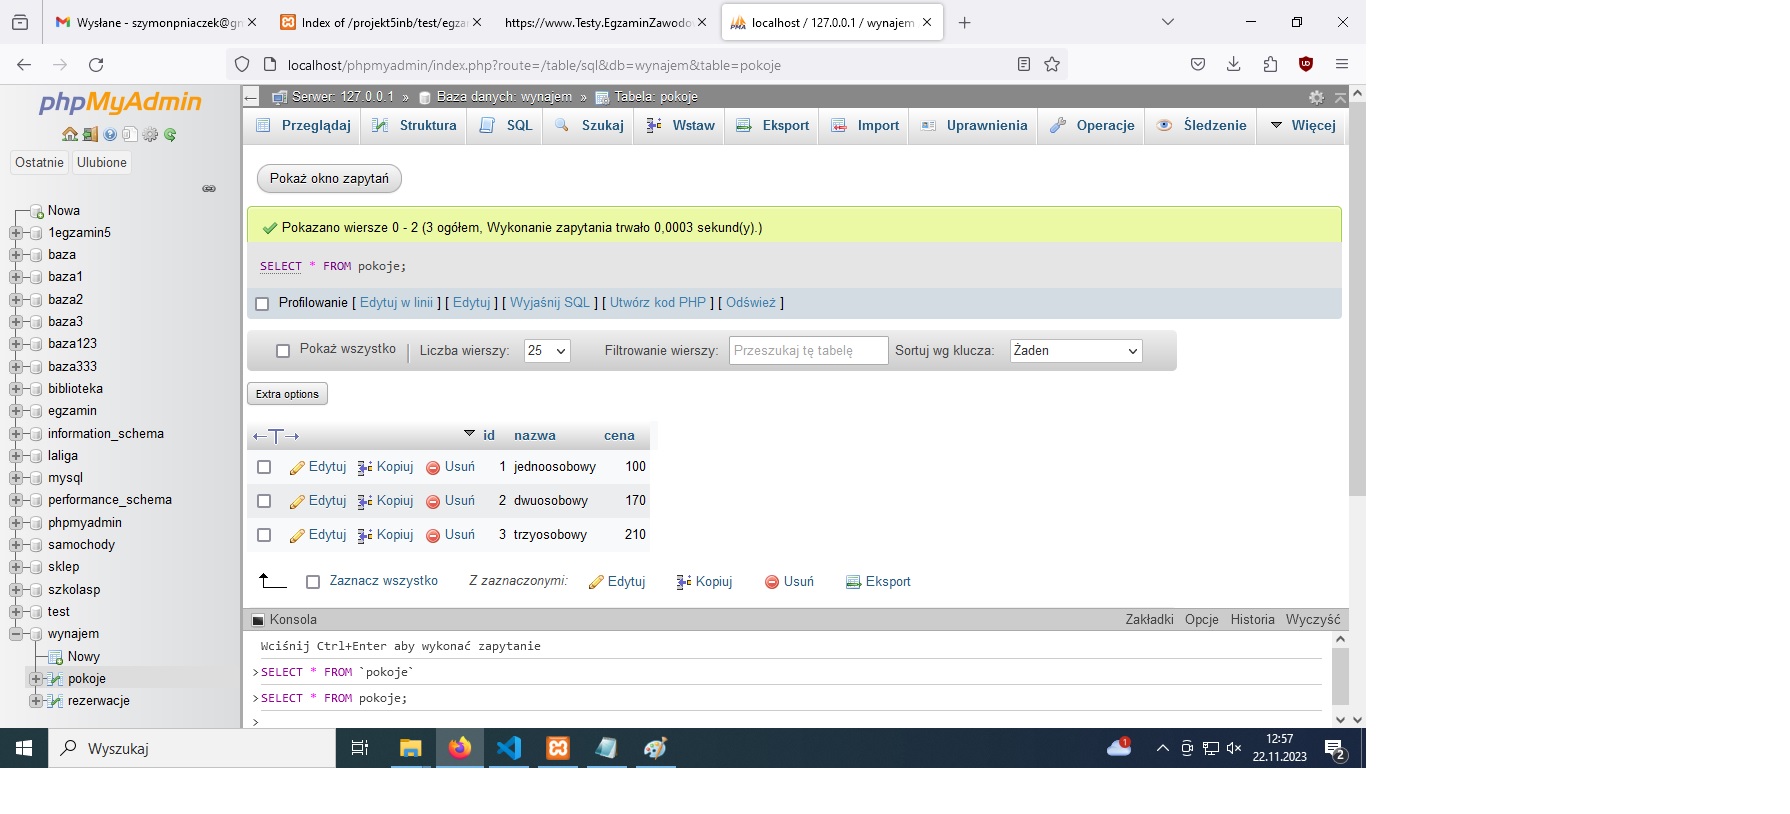 Wysłane - szymonpniaczek@gm
Index of /projekt5inb/test/egza
https://www.Testy.EgzaminZawodo
localhost / 127.0.0.1 / wynajem
localhost/phpmyadmin/index.php?route=/table/sql&db=wynajem&table=pokoje
phpMyAdmin
Ostatnie Ulubione
Nowa
1egzamin5
baza
baza1
baza2
baza3
baza123
baza333
biblioteka
egzamin
information_schema
laliga
mysql
performance_schema
phpmyadmin
samochody
sklep
szkolasp
test
wynajem
Nowy
pokoje
rezerwacje
Serwer: 127.0.0.1 » Baza danych: wynajem » Tabela: pokoje
Przeglądaj Struktura SQL Szukaj Wstaw Eksport Import Uprawnienia Operacje Śledzenie Więcej
Pokaż okno zapytań
Pokazano wiersze 0 - 2 (3 ogółem, Wykonanie zapytania trwało 0,0003 sekund(y).)
SELECT * FROM pokoje;
Profilowanie [ Edytuj w linii ] [ Edytuj ] [ Wyjaśnij SQL ] [ Utwórz kod PHP ] [ Odśwież ]
Pokaż wszystko | Liczba wierszy: 25 Filtrowanie wierszy: Przeszukaj tę tabelę Sortuj wg klucza: Żaden
Extra options
←T→ id nazwa cena
Edytuj Kopiuj Usuń 1 jednoosobowy 100
Edytuj Kopiuj Usuń 2 dwuosobowy 170
Edytuj Kopiuj Usuń 3 trzyosobowy 210
Zaznacz wszystko Z zaznaczonymi: Edytuj Kopiuj Usuń Eksport
Konsola Zakładki Opcje Historia Wyczyść
Wciśnij Ctrl+Enter aby wykonać zapytanie
>SELECT * FROM `pokoje`
>SELECT * FROM pokoje;
>
Wyszukaj
1
12:57
22.11.2023
2